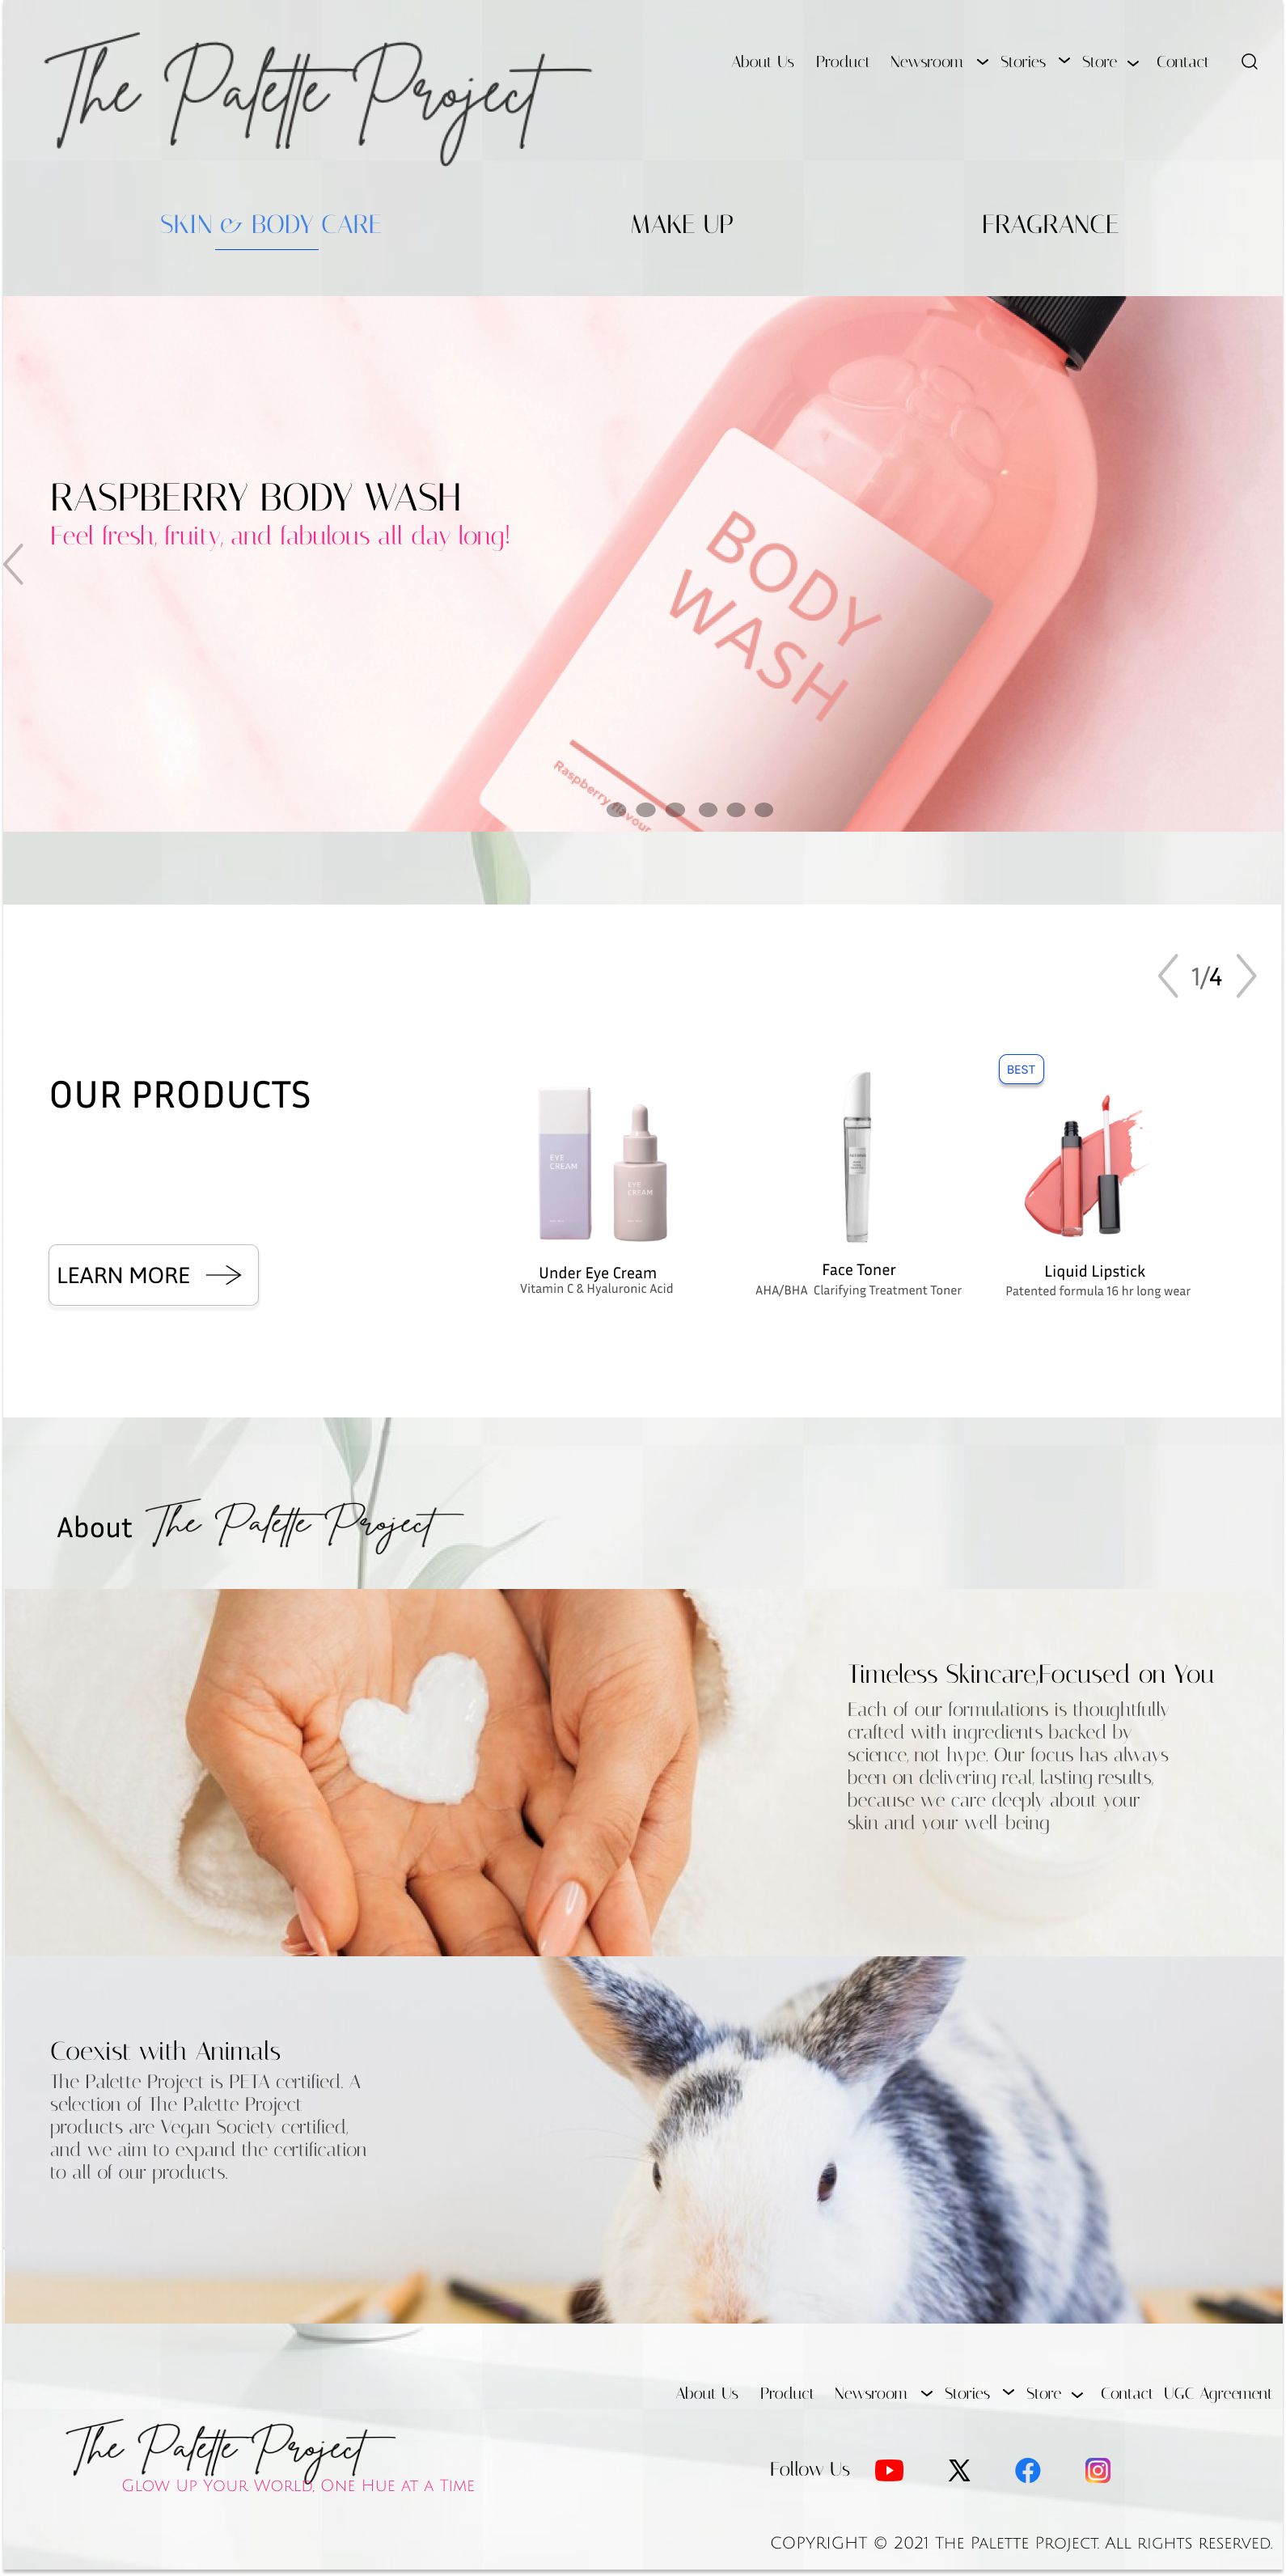 The Palette Project
About Us Product Newsroom Stories Store Contact
SKIN & BODY CARE MAKE UP FRAGRANCE
RASPBERRY BODY WASH
Feel fresh, fruity, and fabulous all day long!
BODY
WASH
Raspberry flavour
1/4
OUR PRODUCTS
BEST
EYE
CREAM
EYE
CREAM
LEARN MORE
Under Eye Cream
Vitamin C & Hyaluronic Acid
Face Toner
AHA/BHA Clarifying Treatment Toner
Liquid Lipstick
Patented formula 16 hr long wear
About The Palette Project
Timeless Skincare,Focused on You
Each of our formulations is thoughtfully
crafted with ingredients backed by
science, not hype. Our focus has always
been on delivering real, lasting results,
because we care deeply about your
skin and your well-being
Coexist with Animals
The Palette Project is PETA certified. A
selection of The Palette Project
products are Vegan Society certified,
and we aim to expand the certification
to all of our products.
About Us Product Newsroom Stories Store Contact UGC Agreement
The Palette Project
Glow Up Your World, One Hue at a Time
Follow Us
COPYRIGHT © 2021 The Palette Project. All rights reserved.